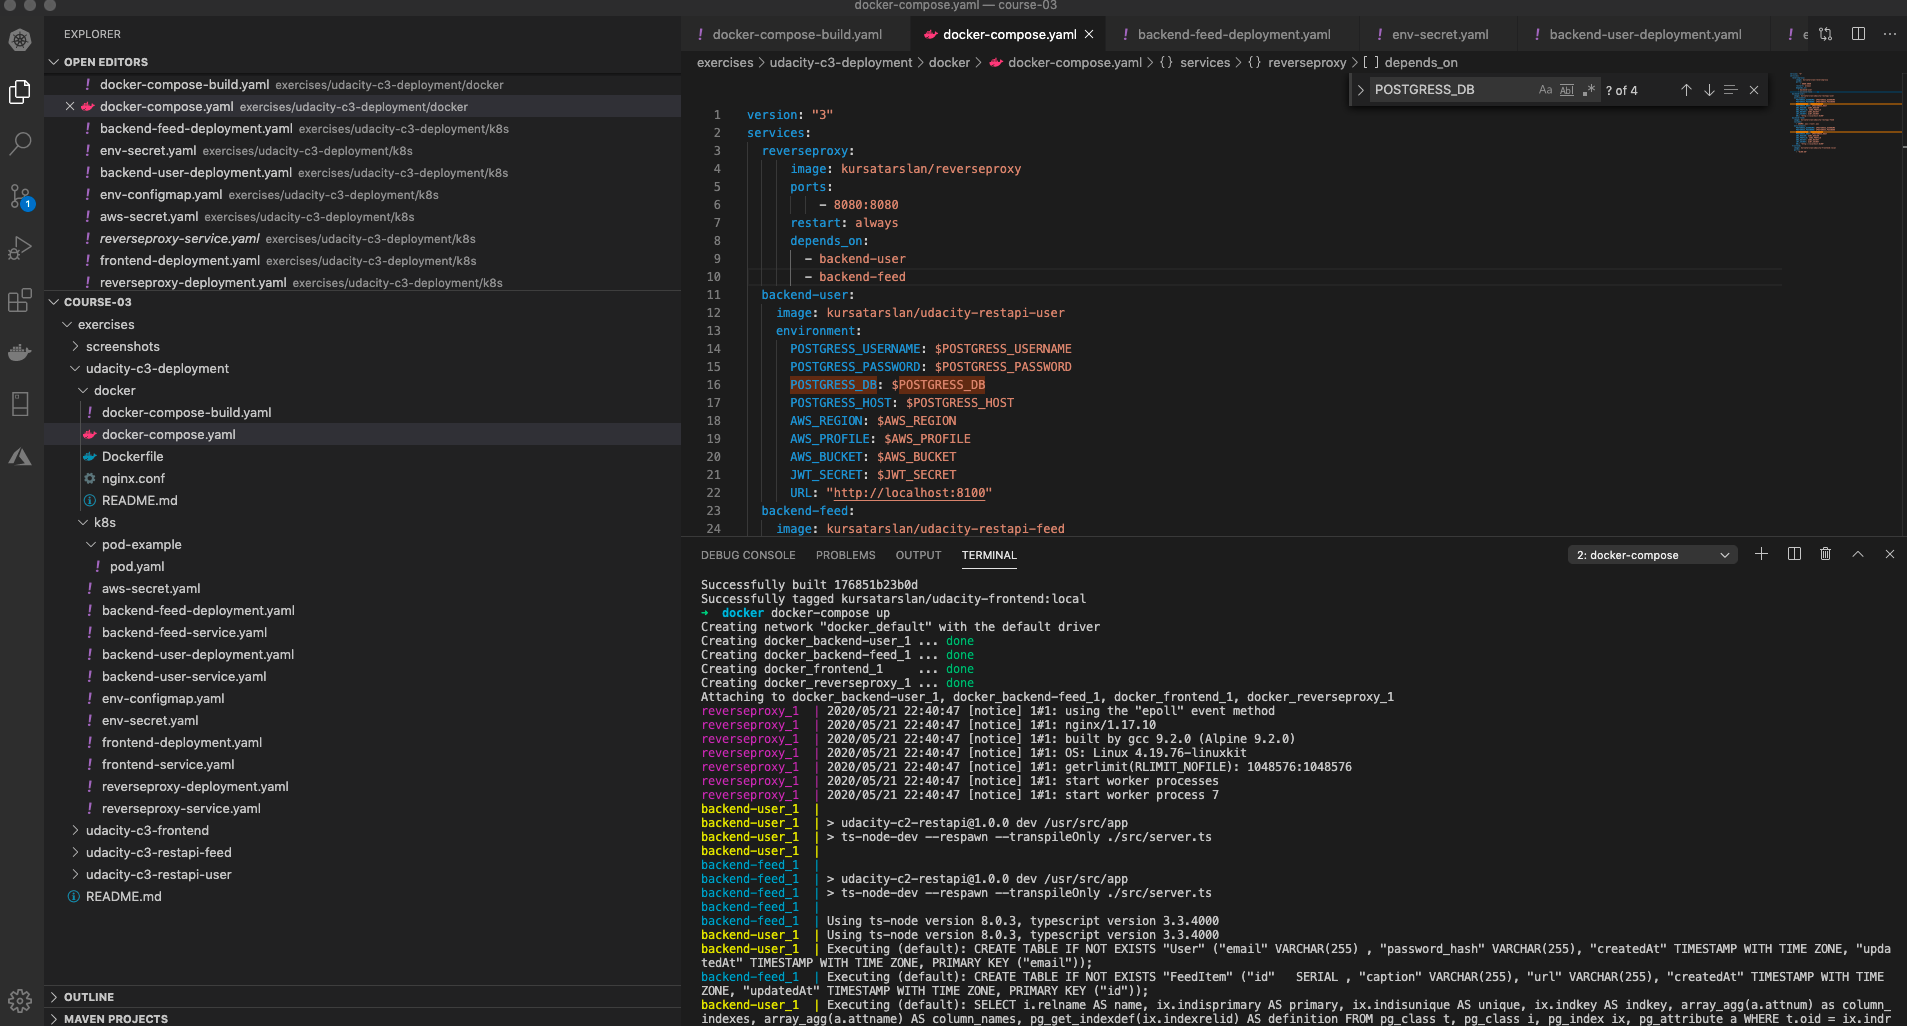 docker-compose.yaml — course-03
EXPLORER
OPEN EDITORS
! docker-compose-build.yaml exercises/udacity-c3-deployment/docker
docker-compose.yaml exercises/udacity-c3-deployment/docker
! backend-feed-deployment.yaml exercises/udacity-c3-deployment/k8s
! env-secret.yaml exercises/udacity-c3-deployment/k8s
! backend-user-deployment.yaml exercises/udacity-c3-deployment/k8s
! env-configmap.yaml exercises/udacity-c3-deployment/k8s
! aws-secret.yaml exercises/udacity-c3-deployment/k8s
! reverseproxy-service.yaml exercises/udacity-c3-deployment/k8s
! frontend-deployment.yaml exercises/udacity-c3-deployment/k8s
! reverseproxy-deployment.yaml exercises/udacity-c3-deployment/k8s
COURSE-03
exercises
screenshots
udacity-c3-deployment
docker
! docker-compose-build.yaml
docker-compose.yaml
Dockerfile
nginx.conf
README.md
k8s
pod-example
! pod.yaml
! aws-secret.yaml
! backend-feed-deployment.yaml
! backend-feed-service.yaml
! backend-user-deployment.yaml
! backend-user-service.yaml
! env-configmap.yaml
! env-secret.yaml
! frontend-deployment.yaml
! frontend-service.yaml
! reverseproxy-deployment.yaml
! reverseproxy-service.yaml
udacity-c3-frontend
udacity-c3-restapi-feed
udacity-c3-restapi-user
README.md
OUTLINE
MAVEN PROJECTS
1
! docker-compose-build.yaml docker-compose.yaml ! backend-feed-deployment.yaml ! env-secret.yaml ! backend-user-deployment.yaml ! e
exercises > udacity-c3-deployment > docker > docker-compose.yaml > {} services > {} reverseproxy > [ ] depends_on
POSTGRESS_DB Aa Abl .* ? of 4
1 version: "3"
2 services:
3 reverseproxy:
4 image: kursatarslan/reverseproxy
5 ports:
6 - 8080:8080
7 restart: always
8 depends_on:
9 - backend-user
10 - backend-feed
11 backend-user:
12 image: kursatarslan/udacity-restapi-user
13 environment:
14 POSTGRESS_USERNAME: $POSTGRESS_USERNAME
15 POSTGRESS_PASSWORD: $POSTGRESS_PASSWORD
16 POSTGRESS_DB: $POSTGRESS_DB
17 POSTGRESS_HOST: $POSTGRESS_HOST
18 AWS_REGION: $AWS_REGION
19 AWS_PROFILE: $AWS_PROFILE
20 AWS_BUCKET: $AWS_BUCKET
21 JWT_SECRET: $JWT_SECRET
22 URL: "http://localhost:8100"
23 backend-feed:
24 image: kursatarslan/udacity-restapi-feed
DEBUG CONSOLE PROBLEMS OUTPUT TERMINAL 2: docker-compose
Successfully built 176851b23b0d
Successfully tagged kursatarslan/udacity-frontend:local
→ docker docker-compose up
Creating network "docker_default" with the default driver
Creating docker_backend-user_1 ... done
Creating docker_backend-feed_1 ... done
Creating docker_frontend_1 ... done
Creating docker_reverseproxy_1 ... done
Attaching to docker_backend-user_1, docker_backend-feed_1, docker_frontend_1, docker_reverseproxy_1
reverseproxy_1 | 2020/05/21 22:40:47 [notice] 1#1: using the "epoll" event method
reverseproxy_1 | 2020/05/21 22:40:47 [notice] 1#1: nginx/1.17.10
reverseproxy_1 | 2020/05/21 22:40:47 [notice] 1#1: built by gcc 9.2.0 (Alpine 9.2.0)
reverseproxy_1 | 2020/05/21 22:40:47 [notice] 1#1: OS: Linux 4.19.76-linuxkit
reverseproxy_1 | 2020/05/21 22:40:47 [notice] 1#1: getrlimit(RLIMIT_NOFILE): 1048576:1048576
reverseproxy_1 | 2020/05/21 22:40:47 [notice] 1#1: start worker processes
reverseproxy_1 | 2020/05/21 22:40:47 [notice] 1#1: start worker process 7
backend-user_1 |
backend-user_1 | > udacity-c2-restapi@1.0.0 dev /usr/src/app
backend-user_1 | > ts-node-dev --respawn --transpileOnly ./src/server.ts
backend-user_1 |
backend-feed_1 |
backend-feed_1 | > udacity-c2-restapi@1.0.0 dev /usr/src/app
backend-feed_1 | > ts-node-dev --respawn --transpileOnly ./src/server.ts
backend-feed_1 |
backend-feed_1 | Using ts-node version 8.0.3, typescript version 3.3.4000
backend-user_1 | Using ts-node version 8.0.3, typescript version 3.3.4000
backend-user_1 | Executing (default): CREATE TABLE IF NOT EXISTS "User" ("email" VARCHAR(255) , "password_hash" VARCHAR(255), "createdAt" TIMESTAMP WITH TIME ZONE, "upda
tedAt" TIMESTAMP WITH TIME ZONE, PRIMARY KEY ("email"));
backend-feed_1 | Executing (default): CREATE TABLE IF NOT EXISTS "FeedItem" ("id" SERIAL , "caption" VARCHAR(255), "url" VARCHAR(255), "createdAt" TIMESTAMP WITH TIME
ZONE, "updatedAt" TIMESTAMP WITH TIME ZONE, PRIMARY KEY ("id"));
backend-user_1 | Executing (default): SELECT i.relname AS name, ix.indisprimary AS primary, ix.indisunique AS unique, ix.indkey AS indkey, array_agg(a.attnum) as column_
indexes, array_agg(a.attname) AS column_names, pg_get_indexdef(ix.indexrelid) AS definition FROM pg_class t, pg_class i, pg_index ix, pg_attribute a WHERE t.oid = ix.indr